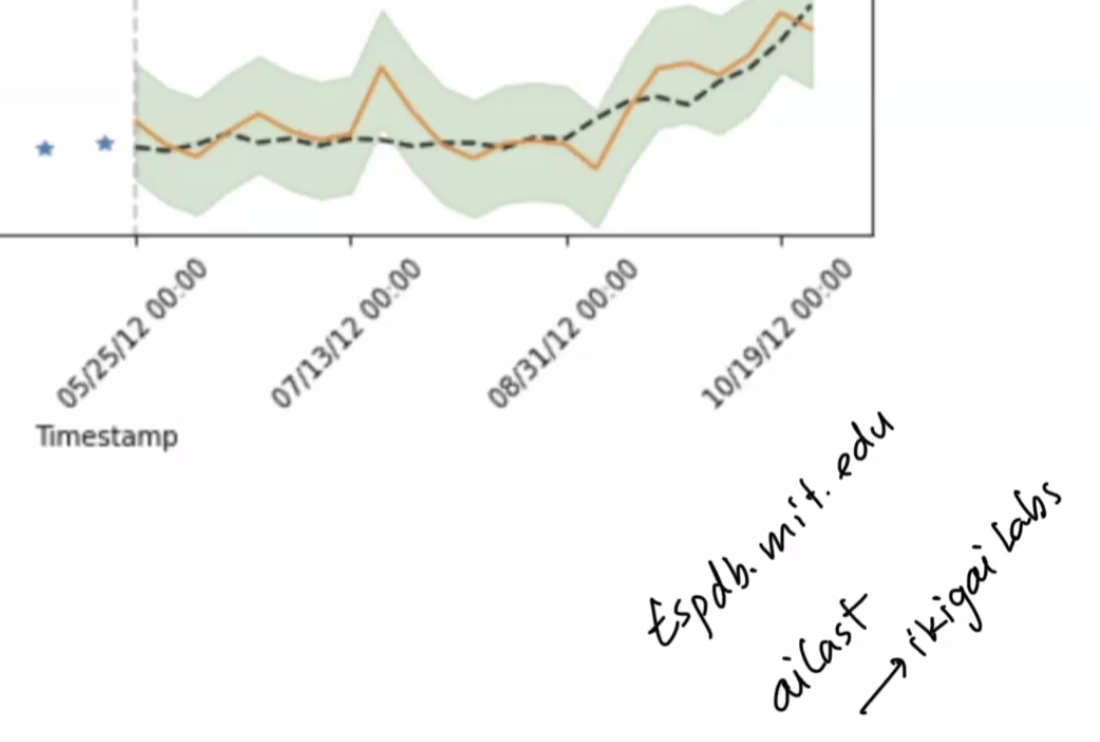 05/25/12 00:00
07/13/12 00:00
08/31/12 00:00
10/19/12 00:00
Timestamp
tspdb.mit.edu
aicast
→ ikigai Labs